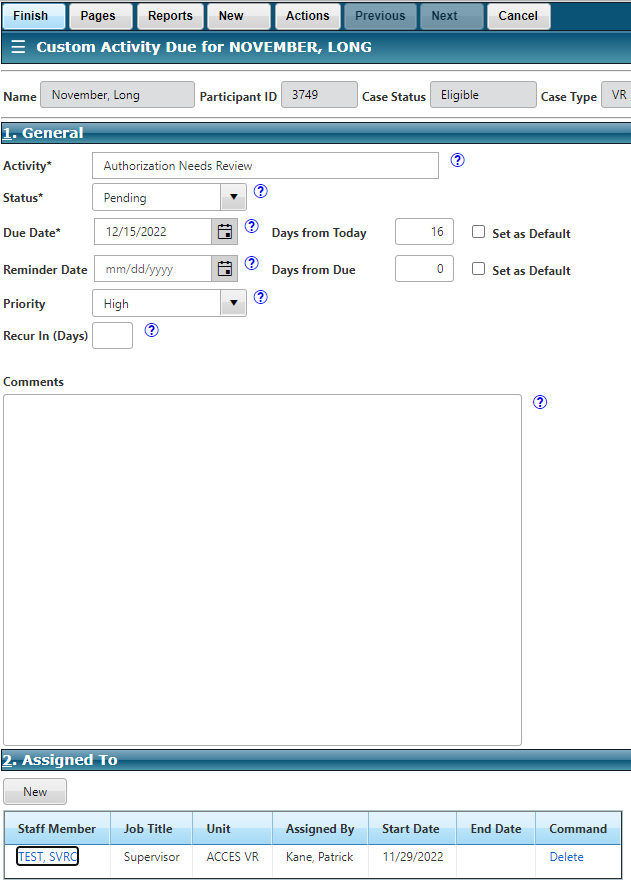 Finish Pages Reports New Actions Previous Next Cancel
☰ Custom Activity Due for NOVEMBER, LONG
Name November, Long Participant ID 3749 Case Status Eligible Case Type VR
1. General
Activity* Authorization Needs Review ?
Status* Pending ▼ ?
Due Date* 12/15/2022 ? Days from Today 16 Set as Default
Reminder Date mm/dd/yyyy ? Days from Due 0 Set as Default
Priority High ▼ ?
Recur In (Days) ?
Comments
?
2. Assigned To
New
Staff Member Job Title Unit Assigned By Start Date End Date Command
TEST, SVRC Supervisor ACCES VR Kane, Patrick 11/29/2022 Delete